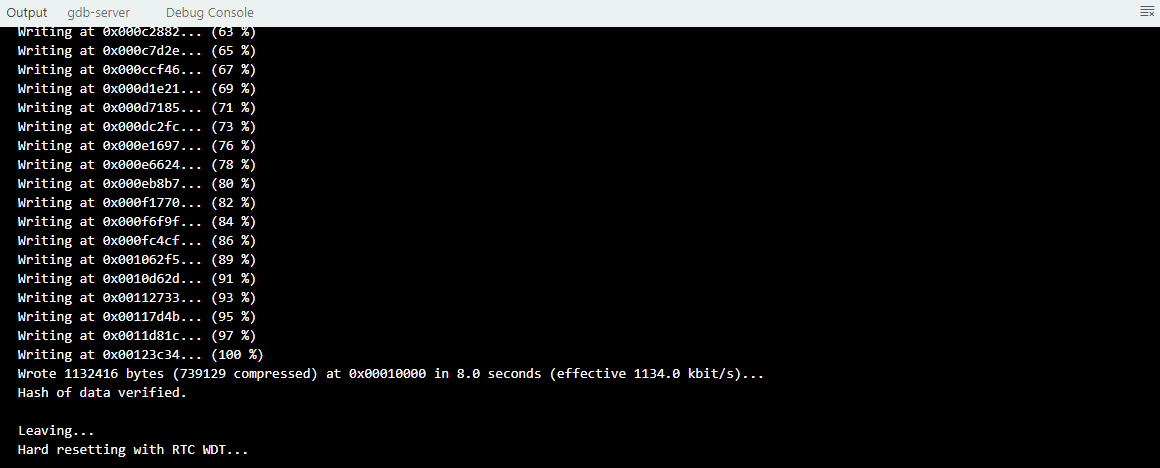 Output gdb-server Debug Console
Writing at 0x000c2882... (63 %)
Writing at 0x000c7d2e... (65 %)
Writing at 0x000ccf46... (67 %)
Writing at 0x000d1e21... (69 %)
Writing at 0x000d7185... (71 %)
Writing at 0x000dc2fc... (73 %)
Writing at 0x000e1697... (76 %)
Writing at 0x000e6624... (78 %)
Writing at 0x000eb8b7... (80 %)
Writing at 0x000f1770... (82 %)
Writing at 0x000f6f9f... (84 %)
Writing at 0x000fc4cf... (86 %)
Writing at 0x001062f5... (89 %)
Writing at 0x0010d62d... (91 %)
Writing at 0x00112733... (93 %)
Writing at 0x00117d4b... (95 %)
Writing at 0x0011d81c... (97 %)
Writing at 0x00123c34... (100 %)
Wrote 1132416 bytes (739129 compressed) at 0x00010000 in 8.0 seconds (effective 1134.0 kbit/s)...
Hash of data verified.
Leaving...
Hard resetting with RTC WDT...